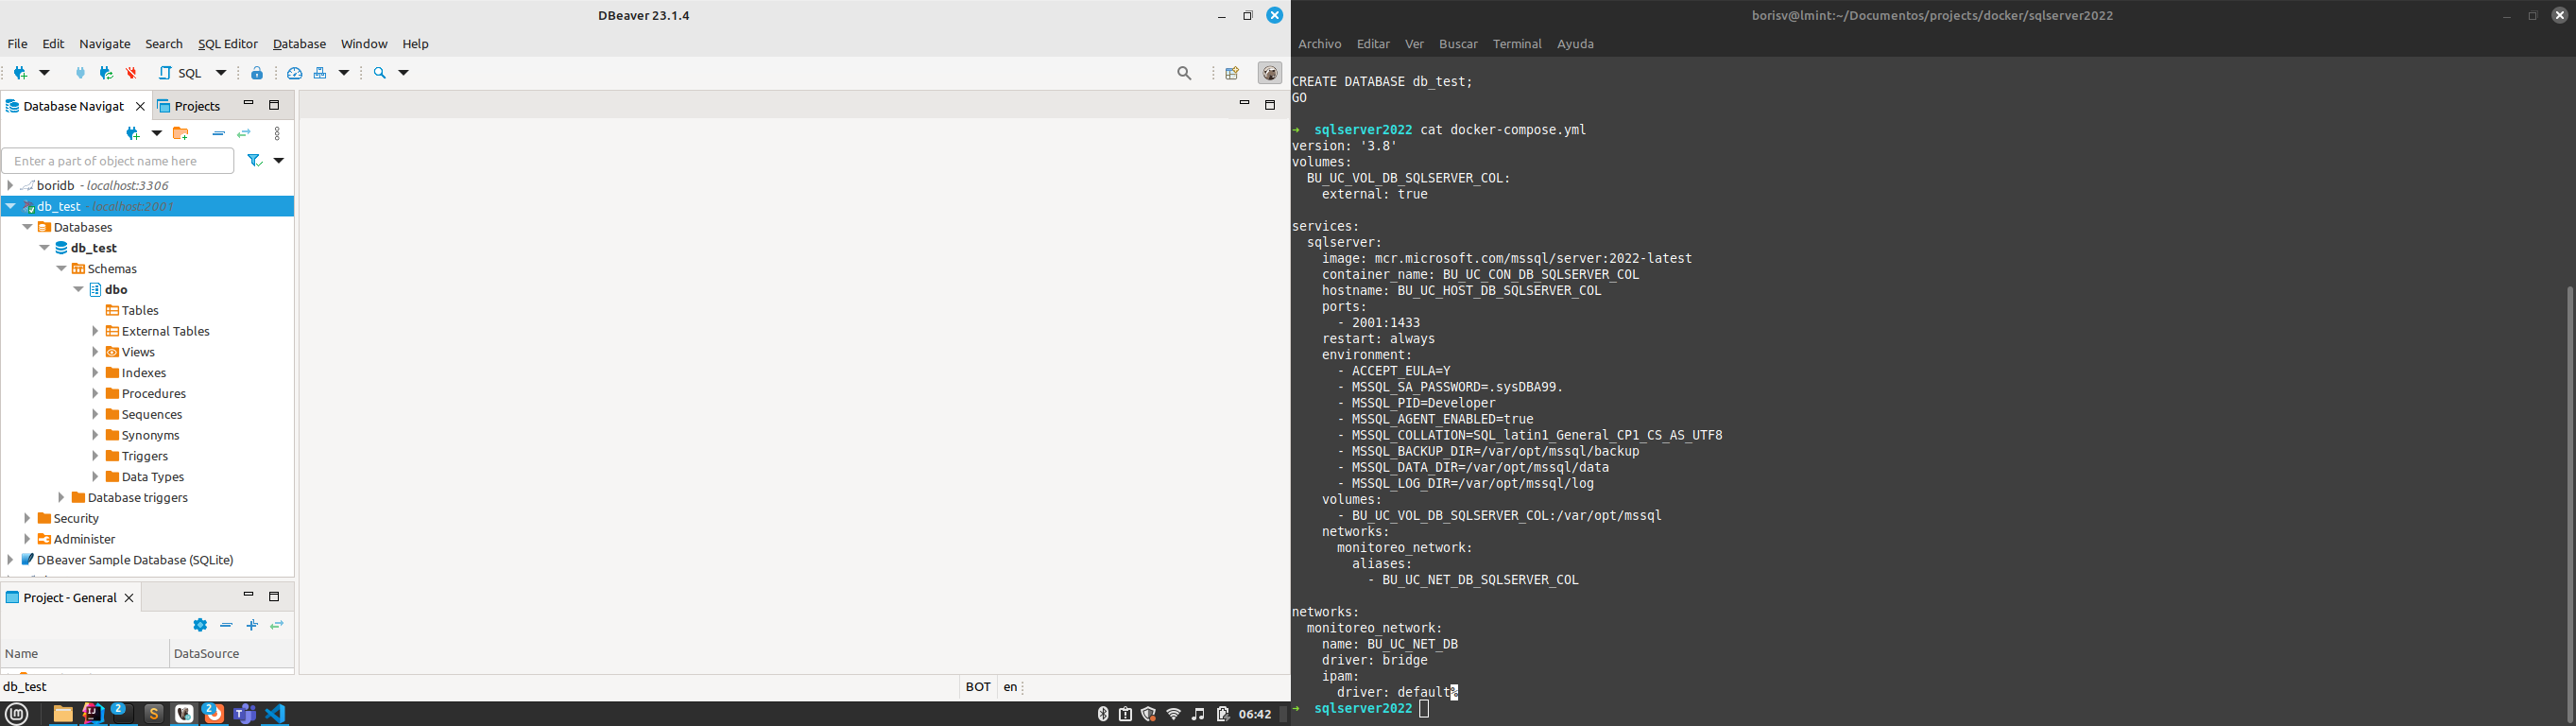 DBeaver 23.1.4
File Edit Navigate Search SQL Editor Database Window Help
SQL
Database Navigat
Projects
Enter a part of object name here
boridb - localhost:3306
db_test - localhost:2001
Databases
db_test
Schemas
dbo
Tables
External Tables
Views
Indexes
Procedures
Sequences
Synonyms
Triggers
Data Types
Database triggers
Security
Administer
DBeaver Sample Database (SQLite)
Project - General
Name DataSource
db_test
BOT en
2
S
2
06:42
borisv@lmint:~/Documentos/projects/docker/sqlserver2022
Archivo Editar Ver Buscar Terminal Ayuda
CREATE DATABASE db_test;
GO
➜ sqlserver2022 cat docker-compose.yml
version: '3.8'
volumes:
BU_UC_VOL_DB_SQLSERVER_COL:
external: true
services:
sqlserver:
image: mcr.microsoft.com/mssql/server:2022-latest
container_name: BU_UC_CON_DB_SQLSERVER_COL
hostname: BU_UC_HOST_DB_SQLSERVER_COL
ports:
- 2001:1433
restart: always
environment:
- ACCEPT_EULA=Y
- MSSQL_SA_PASSWORD=.sysDBA99.
- MSSQL_PID=Developer
- MSSQL_AGENT_ENABLED=true
- MSSQL_COLLATION=SQL_latin1_General_CP1_CS_AS_UTF8
- MSSQL_BACKUP_DIR=/var/opt/mssql/backup
- MSSQL_DATA_DIR=/var/opt/mssql/data
- MSSQL_LOG_DIR=/var/opt/mssql/log
volumes:
- BU_UC_VOL_DB_SQLSERVER_COL:/var/opt/mssql
networks:
monitoreo_network:
aliases:
- BU_UC_NET_DB_SQLSERVER_COL
networks:
monitoreo_network:
name: BU_UC_NET_DB
driver: bridge
ipam:
driver: default%
➜ sqlserver2022